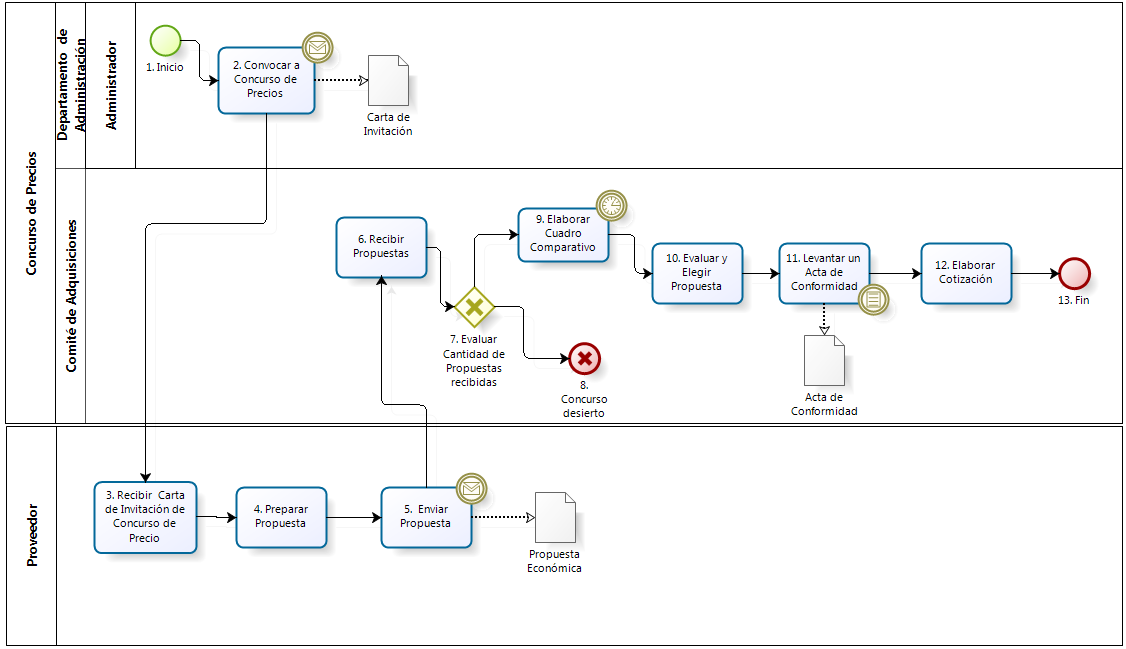 Concurso de Precios
Departamento de
Administración
Administrador
1. Inicio
2. Convocar a
Concurso de
Precios
Carta de
Invitación
Comité de Adquisiciones
6. Recibir
Propuestas
7. Evaluar
Cantidad de
Propuestas
recibidas
8.
Concurso
desierto
9. Elaborar
Cuadro
Comparativo
10. Evaluar y
Elegir
Propuesta
11. Levantar un
Acta de
Conformidad
Acta de
Conformidad
12. Elaborar
Cotización
13. Fin
Proveedor
3. Recibir Carta
de Invitación de
Concurso de
Precio
4. Preparar
Propuesta
5. Enviar
Propuesta
Propuesta
Económica